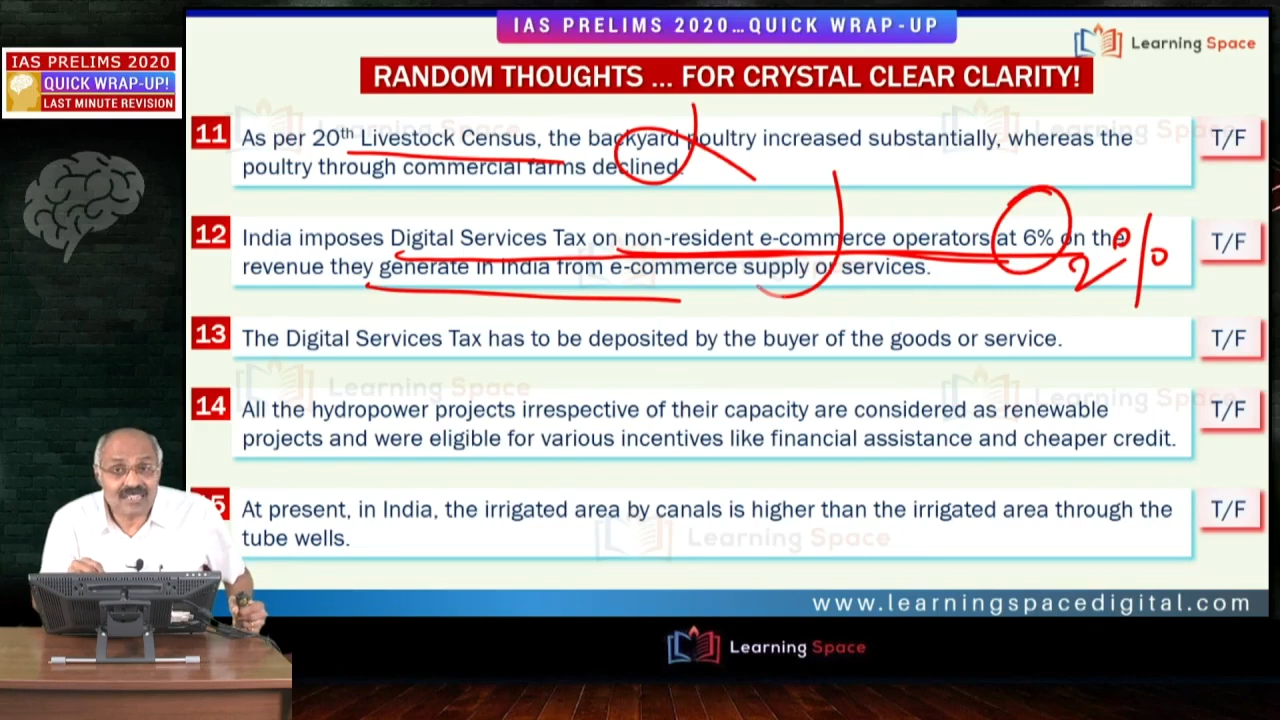 IAS PRELIMS 2020...QUICK WRAP-UP
Learning Space
IAS PRELIMS 2020
QUICK WRAP-UP!
LAST MINUTE REVISION
RANDOM THOUGHTS ... FOR CRYSTAL CLEAR CLARITY!
11 As per 20th Livestock Census, the backyard poultry increased substantially, whereas the T/F
poultry through commercial farms declined.
12 India imposes Digital Services Tax on non-resident e-commerce operators at 6% on the T/F
2%
revenue they generate in India from e-commerce supply of services.
13 The Digital Services Tax has to be deposited by the buyer of the goods or service. T/F
Learning Space
14 All the hydropower projects irrespective of their capacity are considered as renewable T/F
projects and were eligible for various incentives like financial assistance and cheaper credit.
15 At present, in India, the irrigated area by canals is higher than the irrigated area through the T/F
tube wells.
Learning Space
www.learningspacedigital.com
Learning Space